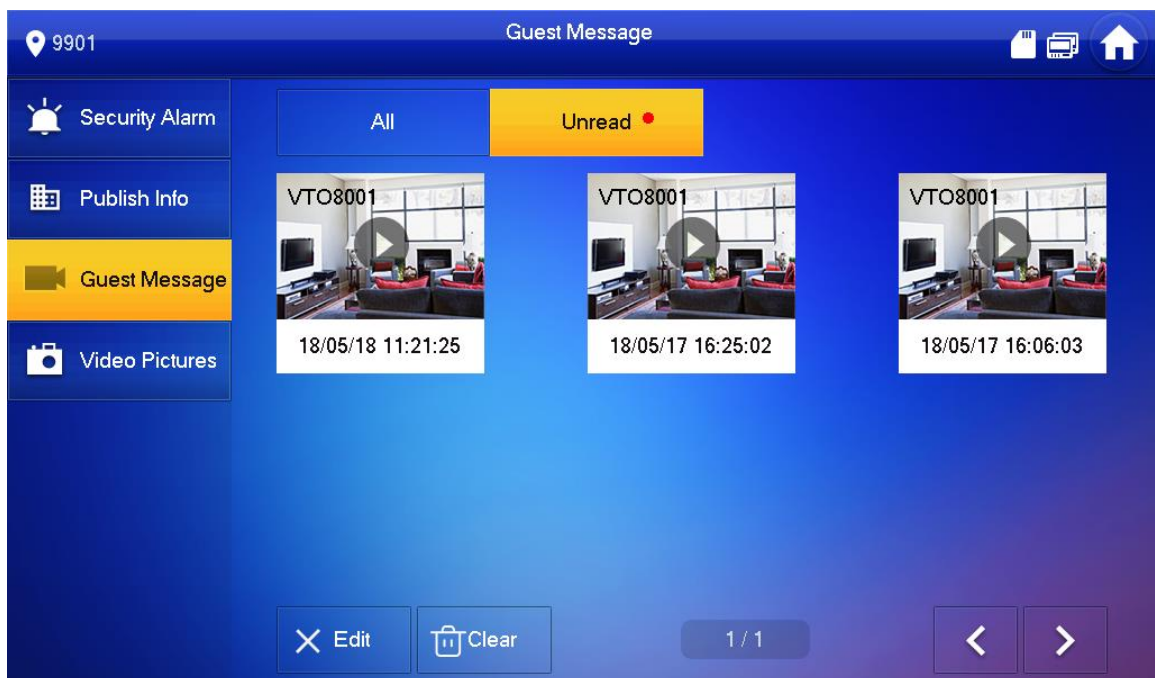 9901
Guest Message
Security Alarm
Publish Info
Guest Message
Video Pictures
All
Unread
VTO8001
VTO8001
VTO8001
18/05/18 11:21:25
18/05/17 16:25:02
18/05/17 16:06:03
Edit
Clear
1 / 1